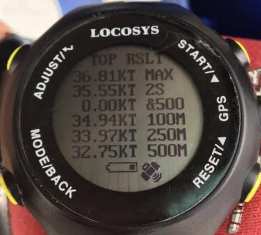 LOCOSYS
ADJUST/
START/
GPS
MODE/BACK
RESET/
TOP RSLT
36.81KT MAX
35.55KT 2S
0.00KT &500
34.94KT 100M
33.97KT 250M
32.75KT 500M